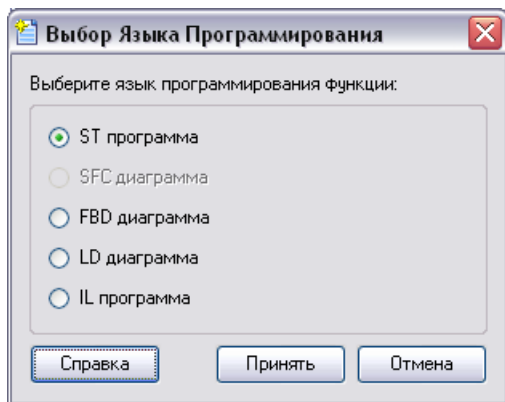 Выбор Языка Программирования
Выберите язык программирования функции:
ST программа
SFC диаграмма
FBD диаграмма
LD диаграмма
IL программа
Справка Принять Отмена